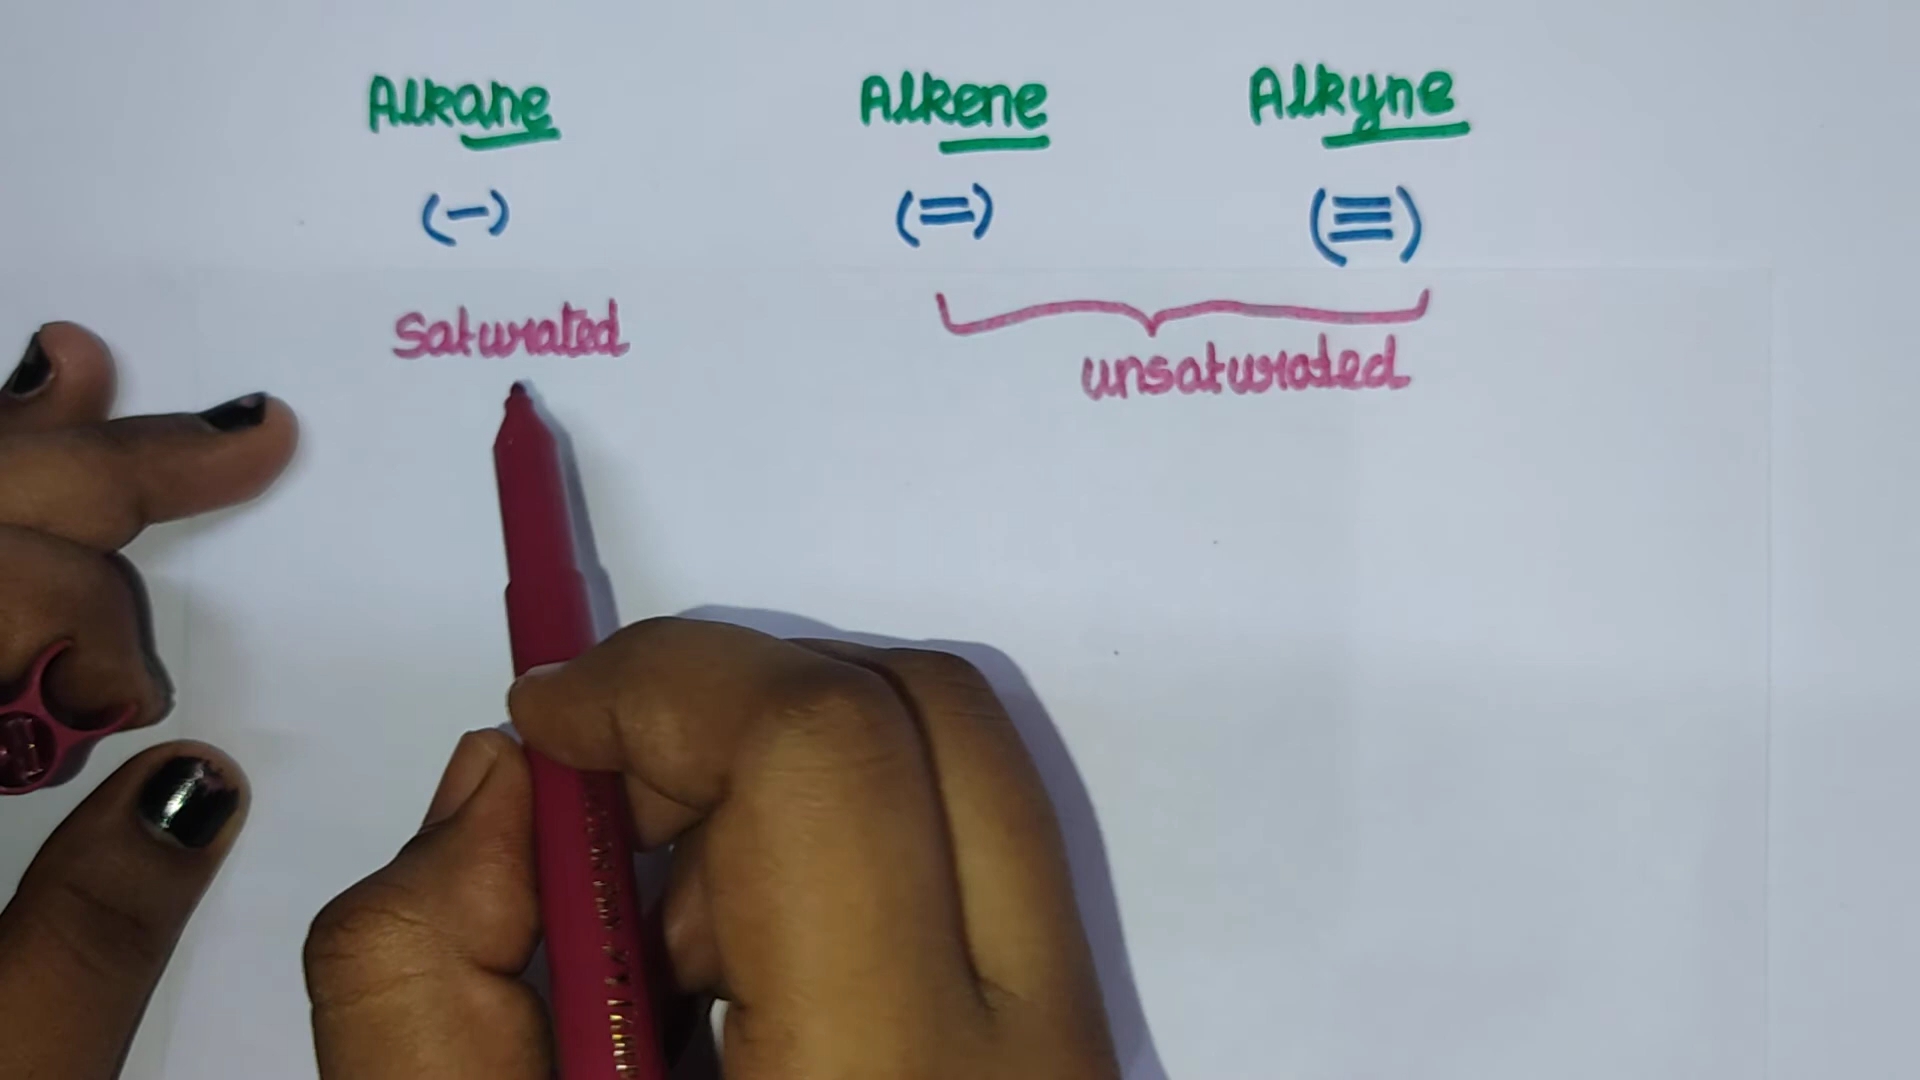 Alkane Alkene Alkyne
(-) (=) (≡)
Saturated
unsaturated